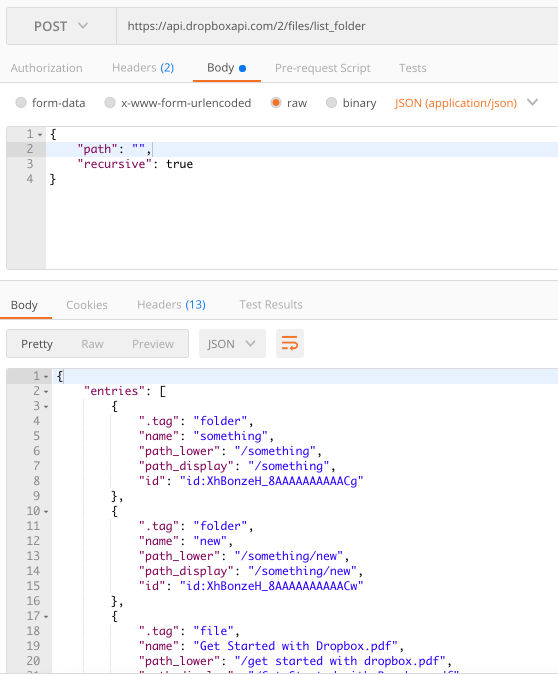 POST https://api.dropboxapi.com/2/files/list_folder
Authorization Headers (2) Body Pre-request Script Tests
form-data x-www-form-urlencoded raw binary JSON (application/json)
1 {
2 "path": "",
3 "recursive": true
4 }
Body Cookies Headers (13) Test Results
Pretty Raw Preview JSON
1 {
2 "entries": [
3 {
4 ".tag": "folder",
5 "name": "something",
6 "path_lower": "/something",
7 "path_display": "/something",
8 "id": "id:XhBonzeH_8AAAAAAAAAACg"
9 },
10 {
11 ".tag": "folder",
12 "name": "new",
13 "path_lower": "/something/new",
14 "path_display": "/something/new",
15 "id": "id:XhBonzeH_8AAAAAAAAAACw"
16 },
17 {
18 ".tag": "file",
19 "name": "Get Started with Dropbox.pdf",
20 "path_lower": "/get started with dropbox.pdf",